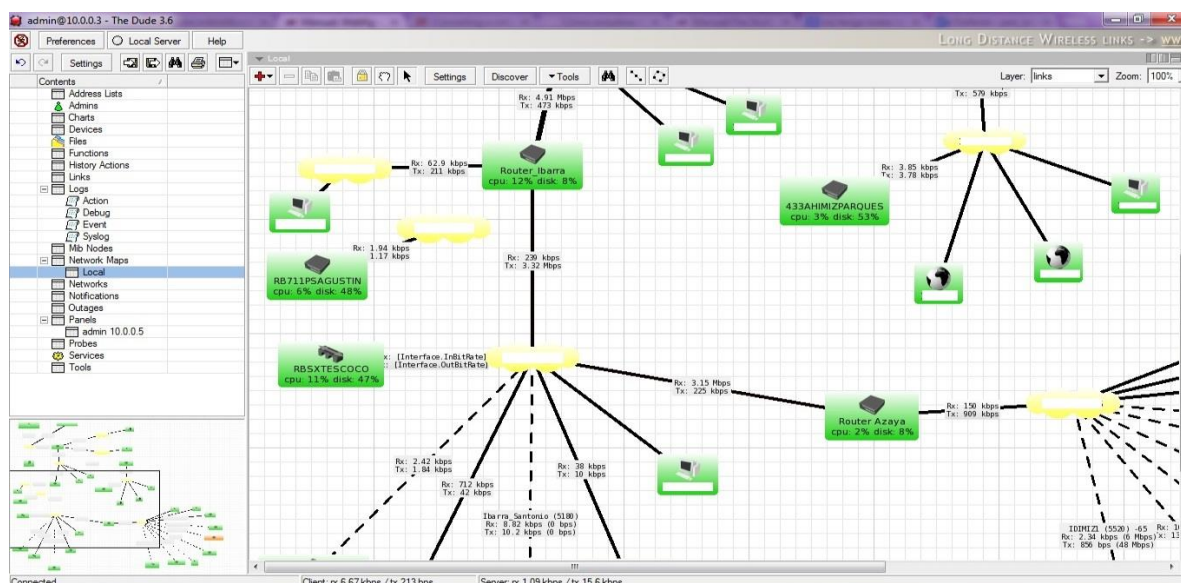 admin@10.0.0.3 - The Dude 3.6
Preferences
Local Server
Help
LONG DISTANCE WIRELESS LINKS -> WW
Settings
Contents
Address Lists
Admins
Charts
Devices
Files
Functions
History Actions
Links
Logs
Action
Debug
Event
Syslog
Mib Nodes
Network Maps
Local
Networks
Notifications
Outages
Panels
admin 10.0.0.5
Probes
Services
Tools
Local
Settings
Discover
Tools
Layer: links
Zoom: 100%
Rx: 4.91 Mbps
Tx: 473 kbps
Tx: 579 kbps
Rx: 62.9 kbps
Tx: 211 kbps
Router_Ibarra
cpu: 12% disk: 8%
Rx: 3.85 kbps
Tx: 3.78 kbps
433AHIMIZPARQUES
cpu: 3% disk: 53%
Rx: 1.94 kbps
1.17 kbps
RB711PSAGUSTIN
cpu: 6% disk: 48%
Rx: 239 kbps
Tx: 3.32 Mbps
RBSXTESCOCO
cpu: 11% disk: 47%
x: [Interface.InBitRate]
: [Interface.OutBitRate]
Rx: 3.15 Mbps
Tx: 225 kbps
Router Azaya
cpu: 2% disk: 8%
Rx: 150 kbps
Tx: 909 kbps
Rx: 2.42 kbps
Tx: 1.84 kbps
Rx: 712 kbps
Tx: 42 kbps
Rx: 38 kbps
Tx: 10 kbps
Ibarra_Santonio (5180)
Rx: 8.82 kbps (0 bps)
Tx: 10.2 kbps (0 bps)
IDIMIZ1 (5520) -65
Rx: 2.34 kbps (6 Mbps)
Tx: 856 bps (48 Mbps)
Connected
Client: rx 6.67 kbps / tx 213 bps
Server: rx 1.09 kbps / tx 15.6 kbps